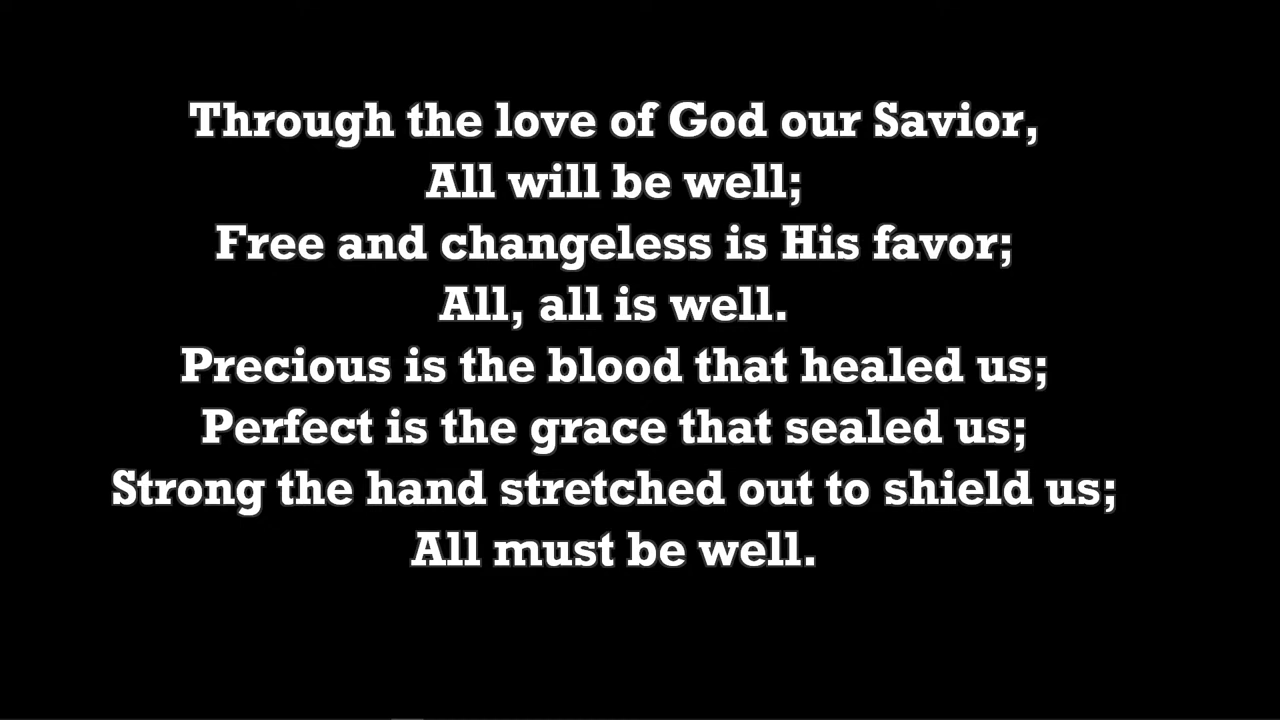 Through the love of God our Savior,
All will be well;
Free and changeless is His favor;
All, all is well.
Precious is the blood that healed us;
Perfect is the grace that sealed us;
Strong the hand stretched out to shield us;
All must be well.